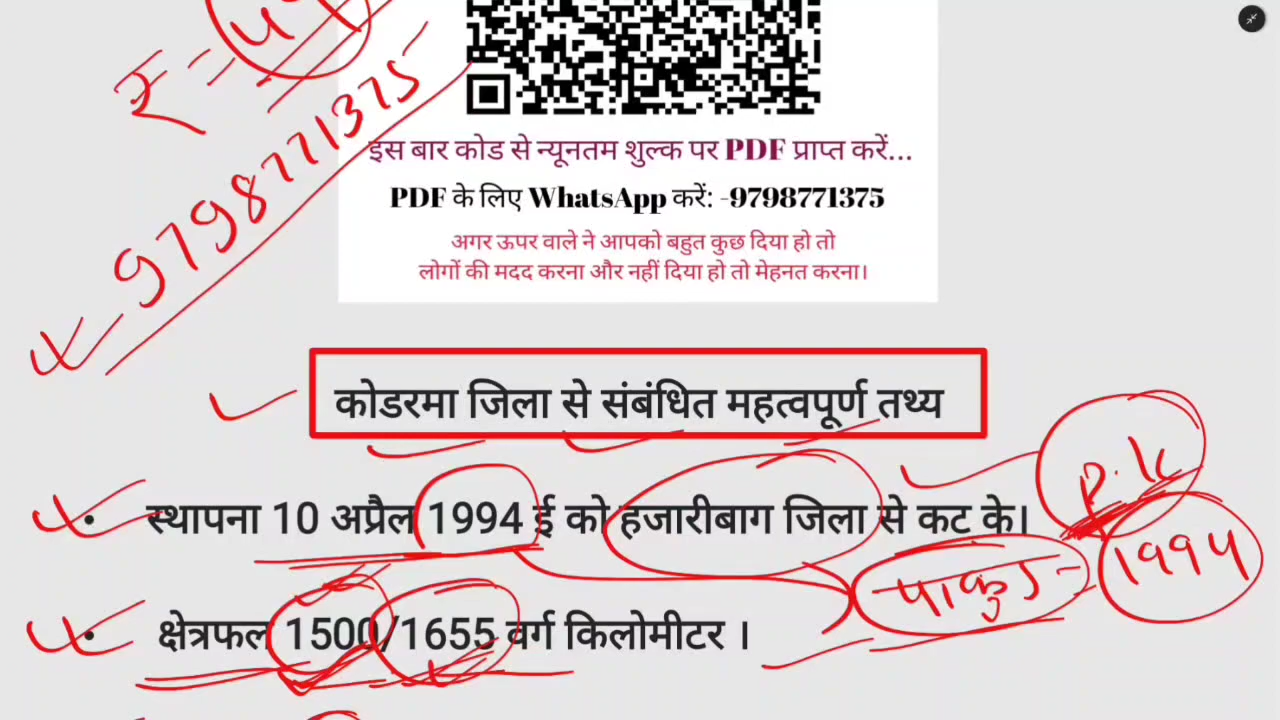 ₹ =
9798771375
इस बार कोड से न्यूनतम शुल्क पर PDF प्राप्त करें...
PDF के लिए WhatsApp करें: -9798771375
अगर ऊपर वाले ने आपको बहुत कुछ दिया हो तो
लोगों की मदद करना और नहीं दिया हो तो मेहनत करना।
कोडरमा जिला से संबंधित महत्वपूर्ण तथ्य
P.K
• स्थापना 10 अप्रैल 1994 ई को हजारीबाग जिला से कट के।
पाकुड़ - 1994
• क्षेत्रफल 1500/1655 वर्ग किलोमीटर ।